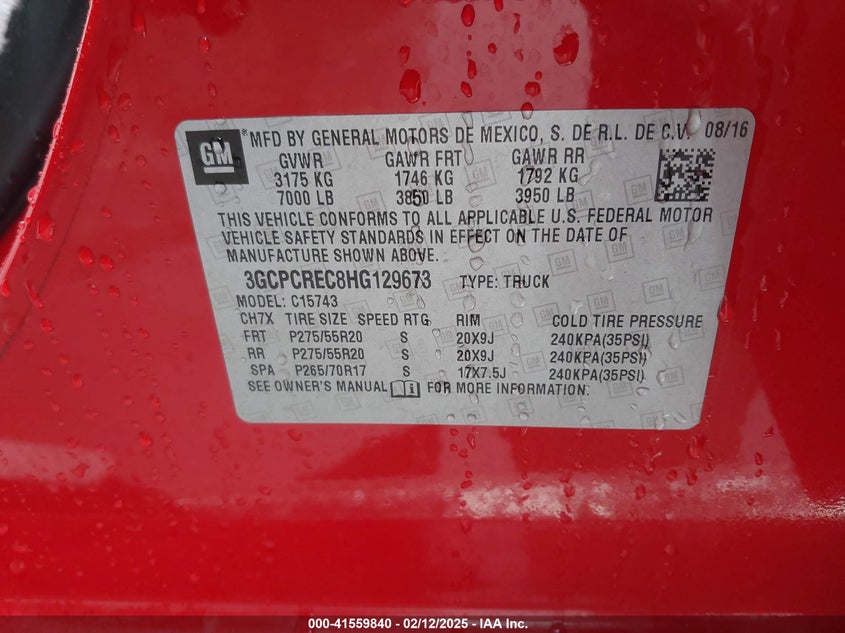 GM
® MFD BY GENERAL MOTORS DE MEXICO, S. DE R.L. DE C.V. 08/16
GVWR GAWR FRT GAWR RR
3175 KG 1746 KG 1792 KG
7000 LB 3850 LB 3950 LB
THIS VEHICLE CONFORMS TO ALL APPLICABLE U.S. FEDERAL MOTOR
VEHICLE SAFETY STANDARDS IN EFFECT ON THE DATE OF
MANUFACTURE SHOWN ABOVE.
3GCPCREC8HG129673 TYPE: TRUCK
MODEL: C15743
CH7X TIRE SIZE SPEED RTG RIM COLD TIRE PRESSURE
FRT P275/55R20 S 20X9J 240KPA(35PSI)
RR P275/55R20 S 20X9J 240KPA(35PSI)
SPA P265/70R17 S 17X7.5J 240KPA(35PSI)
SEE OWNER'S MANUAL FOR MORE INFORMATION.
000-41559840 - 02/12/2025 - IAA Inc.